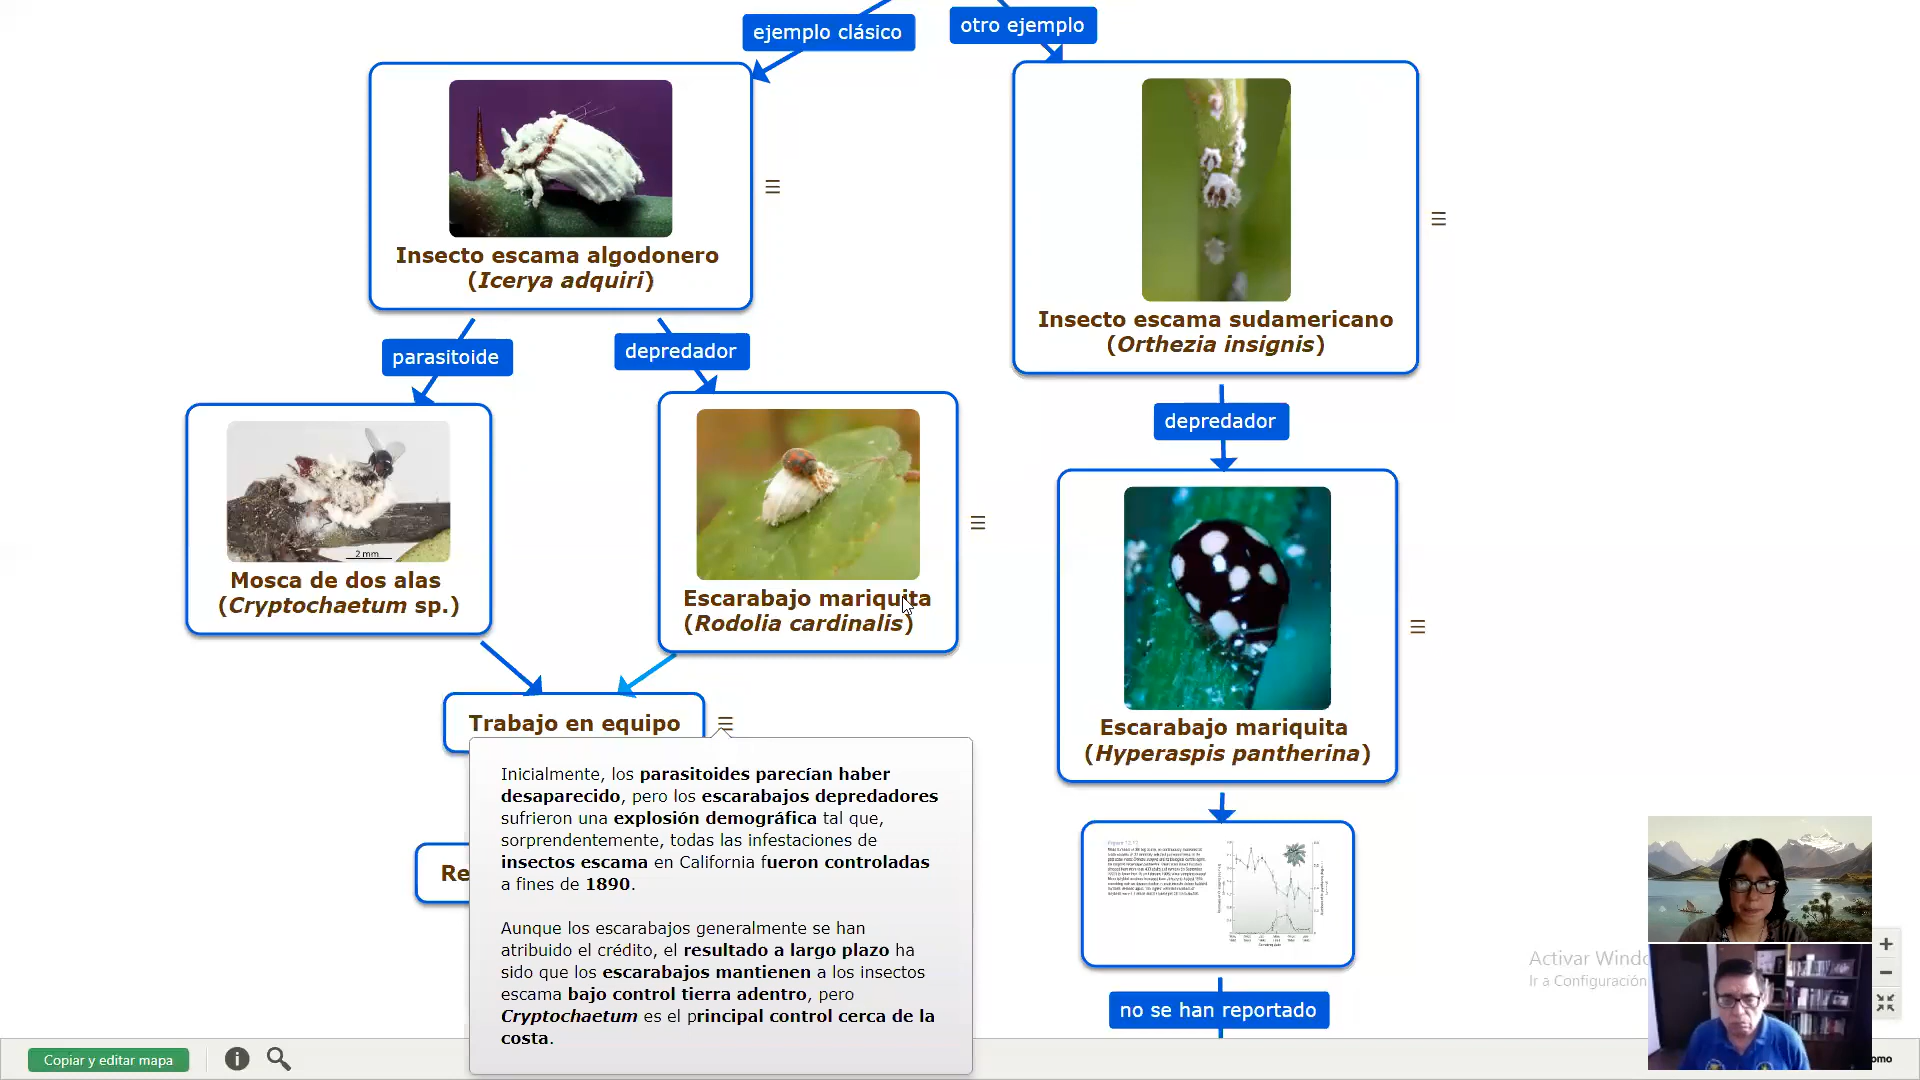 ejemplo clásico
otro ejemplo
Insecto escama algodonero
(Icerya adquiri)
Insecto escama sudamericano
(Orthezia insignis)
parasitoide
depredador
depredador
2 mm
Mosca de dos alas
(Cryptochaetum sp.)
Escarabajo mariquita
(Rodolia cardinalis)
Escarabajo mariquita
(Hyperaspis pantherina)
Trabajo en equipo
Inicialmente, los parasitoides parecían haber
desaparecido, pero los escarabajos depredadores
sufrieron una explosión demográfica tal que,
sorprendentemente, todas las infestaciones de
insectos escama en California fueron controladas
a fines de 1890.
Aunque los escarabajos generalmente se han
atribuido el crédito, el resultado a largo plazo ha
sido que los escarabajos mantienen a los insectos
escama bajo control tierra adentro, pero
Cryptochaetum es el principal control cerca de la
costa.
Re
no se han reportado
Activar Windo
Ir a Configuración
Copiar y editar mapa
omo